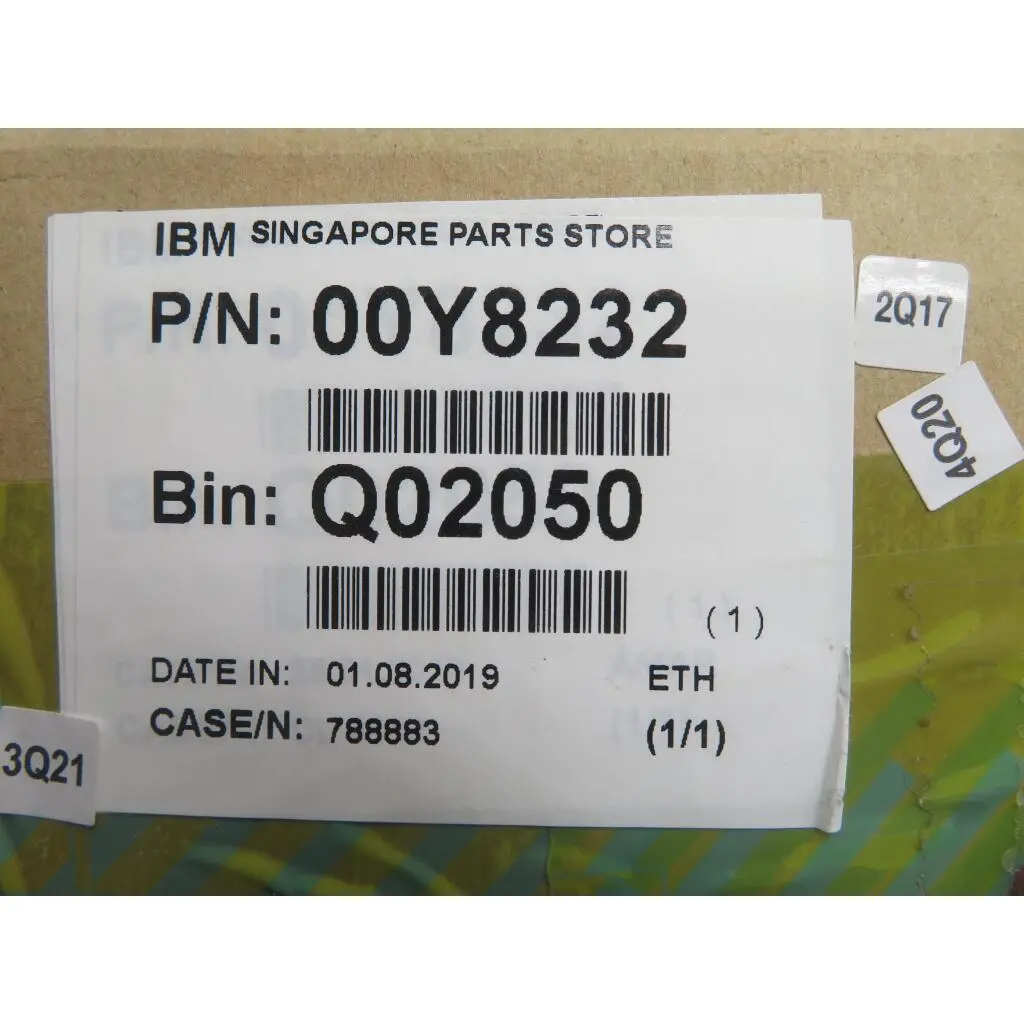 IBM SINGAPORE PARTS STORE
P/N: 00Y8232
2Q17
4Q20
Bin: Q02050
(1)
DATE IN: 01.08.2019 ETH
CASE/N: 788883 (1/1)
3Q21